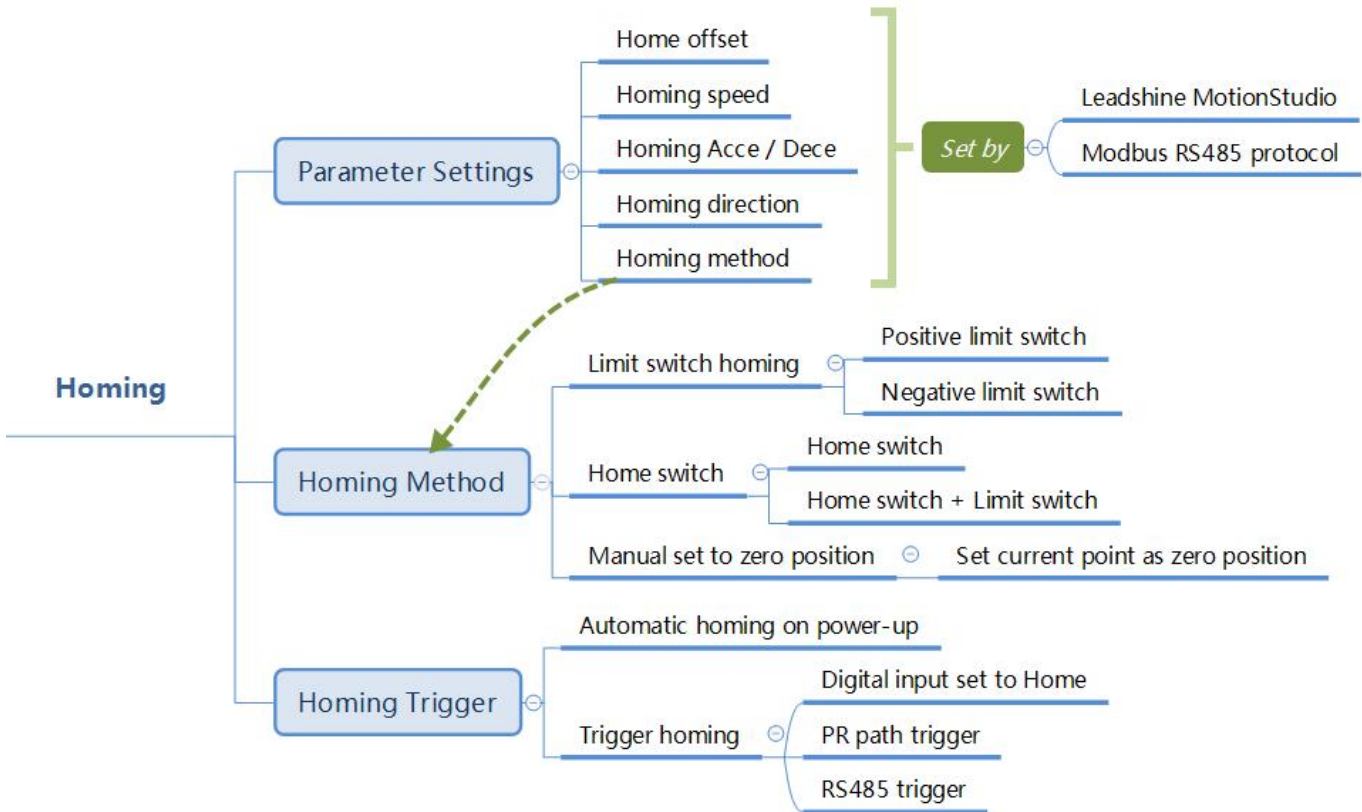 Homing
Parameter Settings
Home offset
Homing speed
Homing Acce / Dece
Homing direction
Homing method
Set by
Leadshine MotionStudio
Modbus RS485 protocol
Homing Method
Limit switch homing
Positive limit switch
Negative limit switch
Home switch
Home switch
Home switch + Limit switch
Manual set to zero position
Set current point as zero position
Homing Trigger
Automatic homing on power-up
Trigger homing
Digital input set to Home
PR path trigger
RS485 trigger